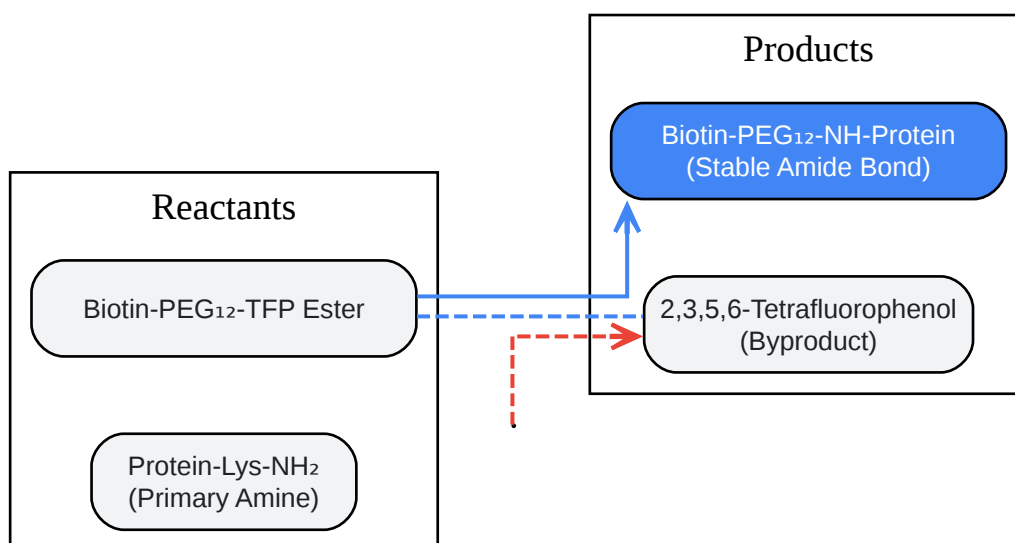 Products
Biotin-PEG₁₂-NH-Protein
(Stable Amide Bond)
Reactants
Biotin-PEG₁₂-TFP Ester
2,3,5,6-Tetrafluorophenol
(Byproduct)
Protein-Lys-NH₂
(Primary Amine)